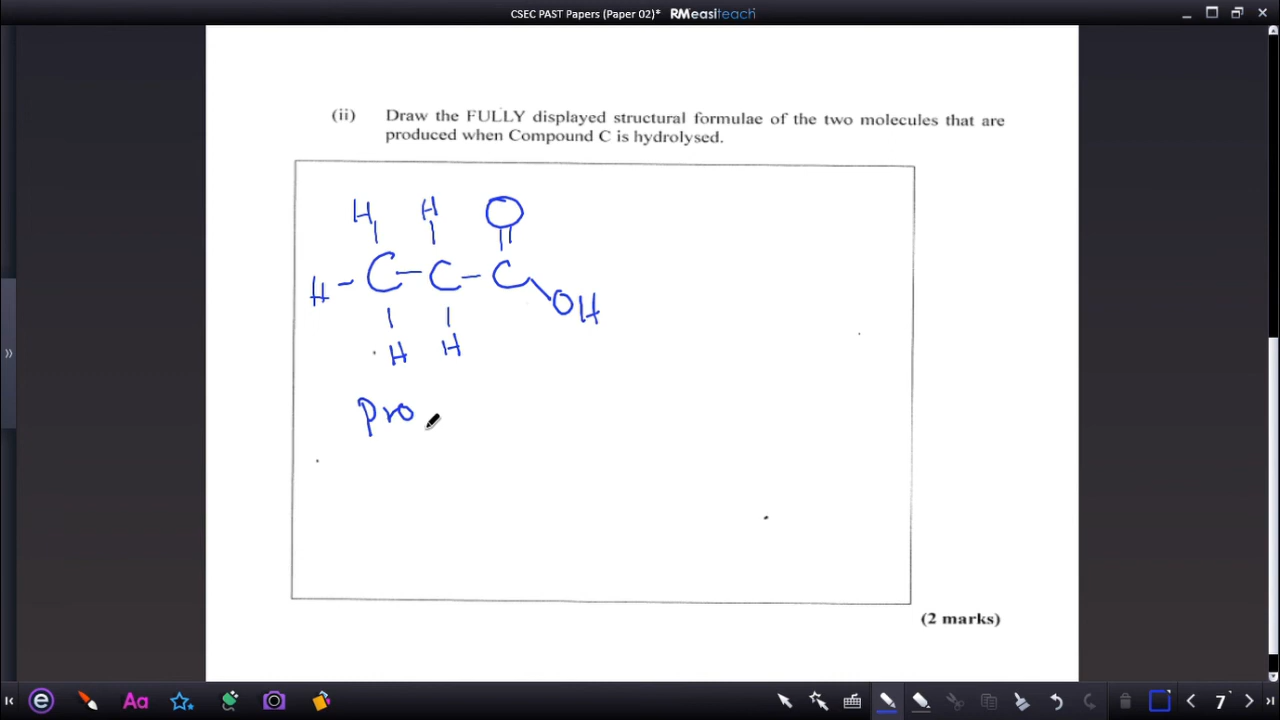 CSEC PAST Papers (Paper 02)* RMeasiteach
(ii) Draw the FULLY displayed structural formulae of the two molecules that are
produced when Compound C is hydrolysed.
H H O
H - C - C - C
OH
H H
Pro
(2 marks)
Aa
7